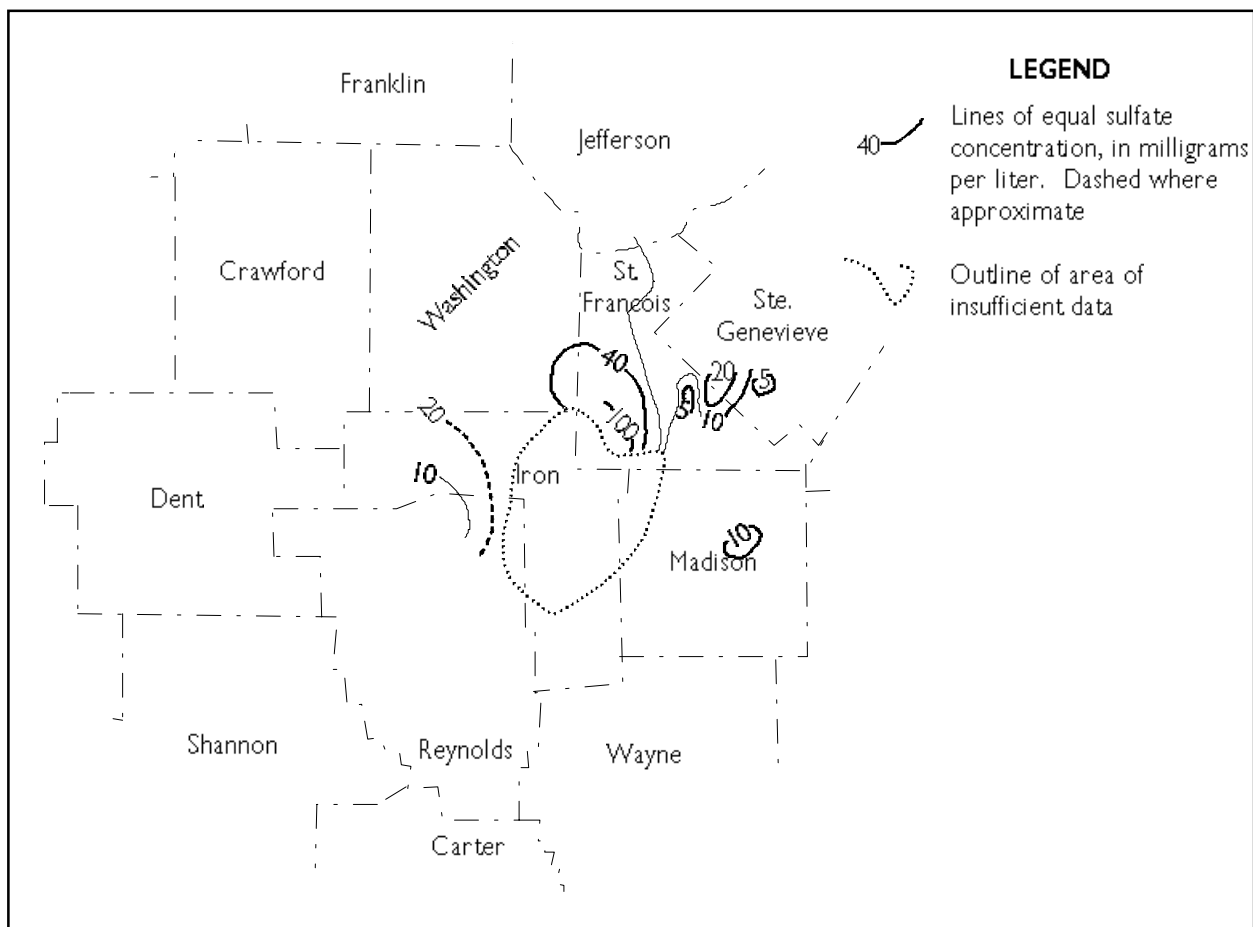 LEGEND
40
Lines of equal sulfate
concentration, in milligrams
per liter. Dashed where
approximate
Outline of area of
insufficient data
Franklin
Jefferson
Crawford
Washington
St.
Francois
Ste.
Genevieve
40
20
5
100
5
10
20
10
Iron
Dent
10
Madison
Shannon
Reynolds
Wayne
Carter